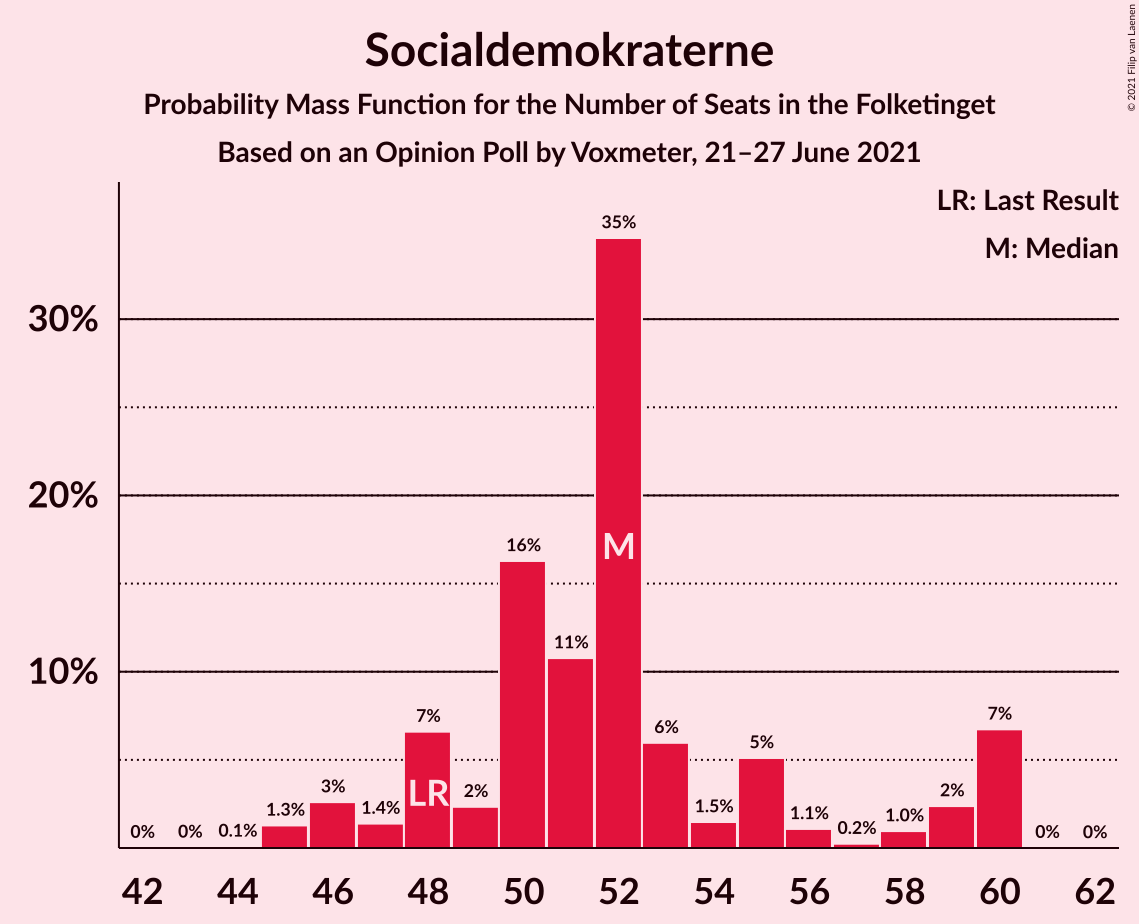 Socialdemokraterne
Probability Mass Function for the Number of Seats in the Folketinget
Based on an Opinion Poll by Voxmeter, 21–27 June 2021
© 2021 Filip van Laenen
LR: Last Result
M: Median
30%
20%
10%
0%
0%
0.1%
1.3%
3%
1.4%
7%
2%
16%
11%
35%
6%
1.5%
5%
1.1%
0.2%
1.0%
2%
7%
0%
0%
LR
M
42 44 46 48 50 52 54 56 58 60 62